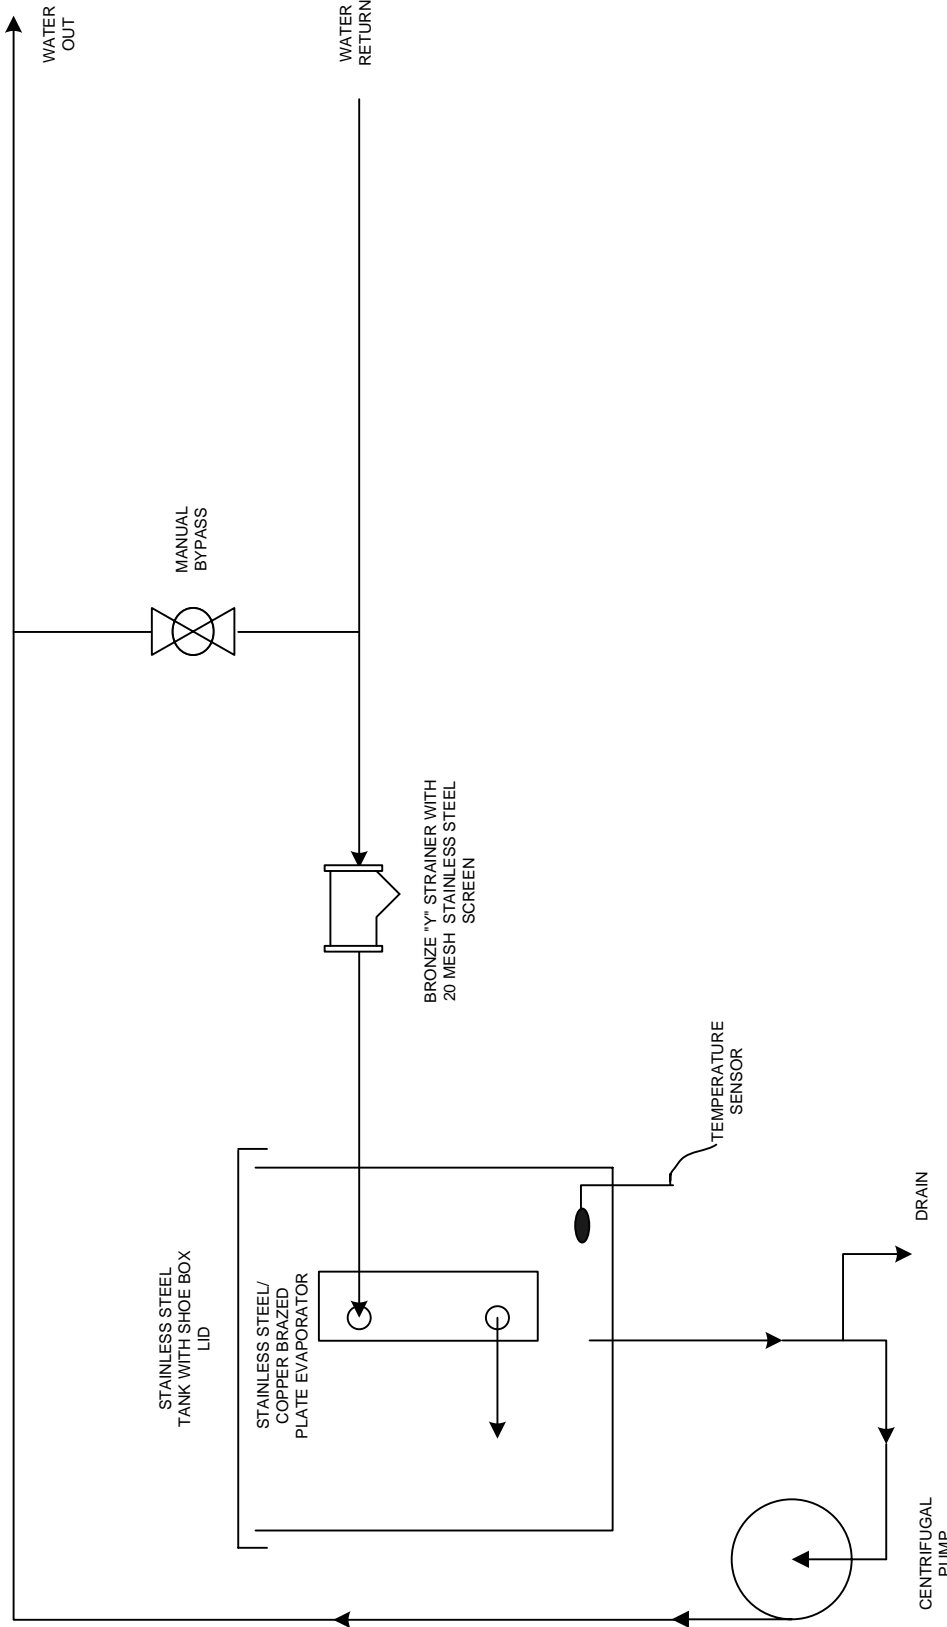 WATER
OUT
WATER
RETURN
MANUAL
BYPASS
BRONZE "Y" STRAINER WITH
20 MESH STAINLESS STEEL
SCREEN
TEMPERATURE
SENSOR
STAINLESS STEEL
TANK WITH SHOE BOX
LID
STAINLESS STEEL/
COPPER BRAZED
PLATE EVAPORATOR
DRAIN
CENTRIFUGAL
PUMP